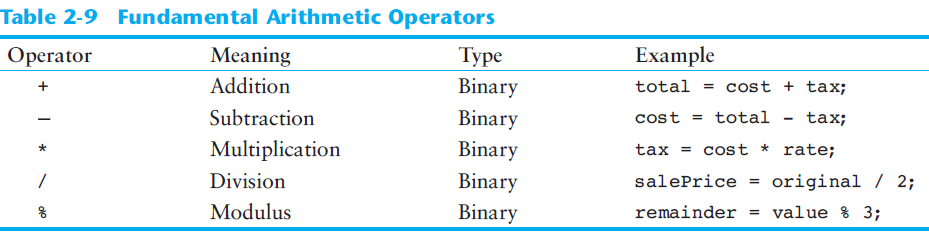 Table 2-9 Fundamental Arithmetic Operators
Operator Meaning Type Example
+ Addition Binary total = cost + tax;
– Subtraction Binary cost = total - tax;
* Multiplication Binary tax = cost * rate;
/ Division Binary salePrice = original / 2;
% Modulus Binary remainder = value % 3;